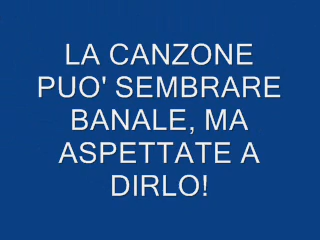 LA CANZONE
PUO' SEMBRARE
BANALE, MA
ASPETTATE A
DIRLO!